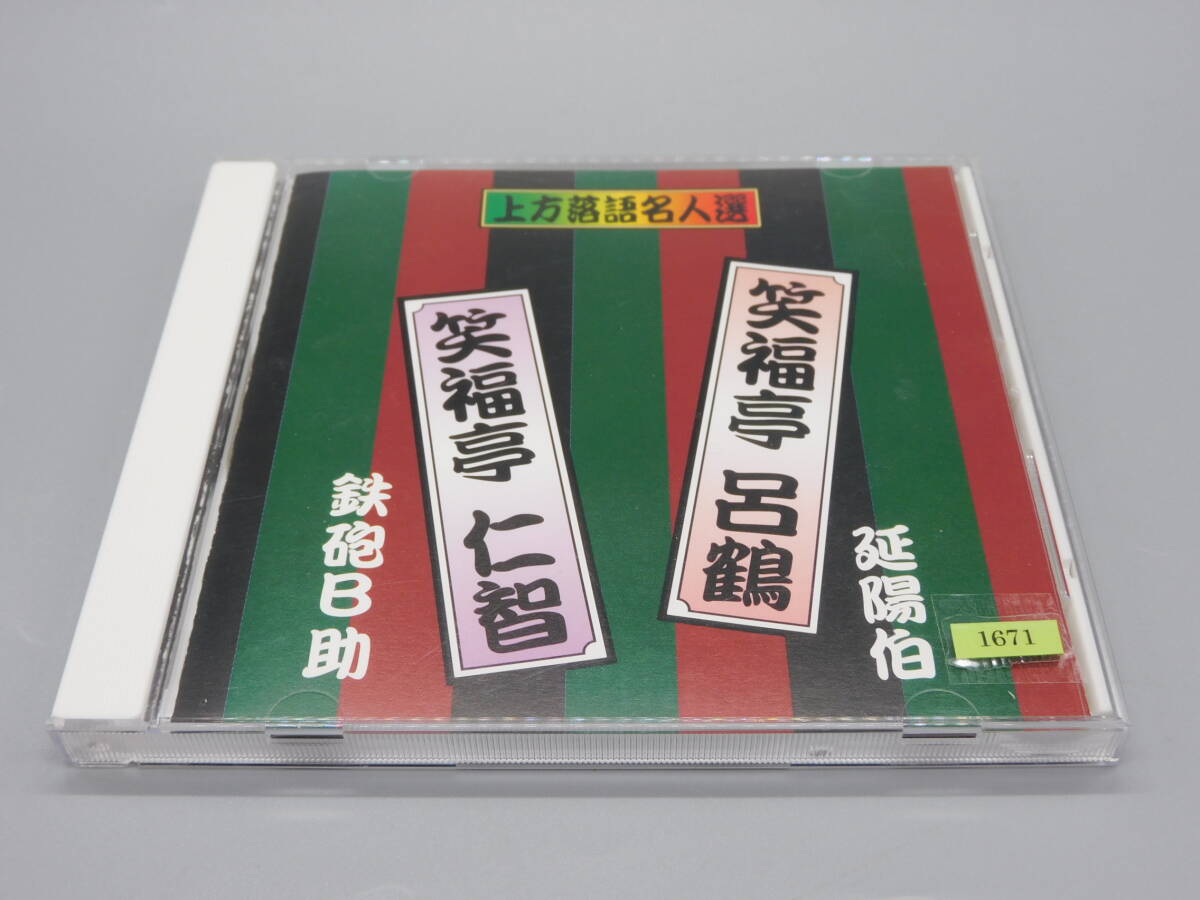 上方落語名人選
笑福亭 呂鶴
延陽伯
笑福亭 仁智
鉄砲B助
1671